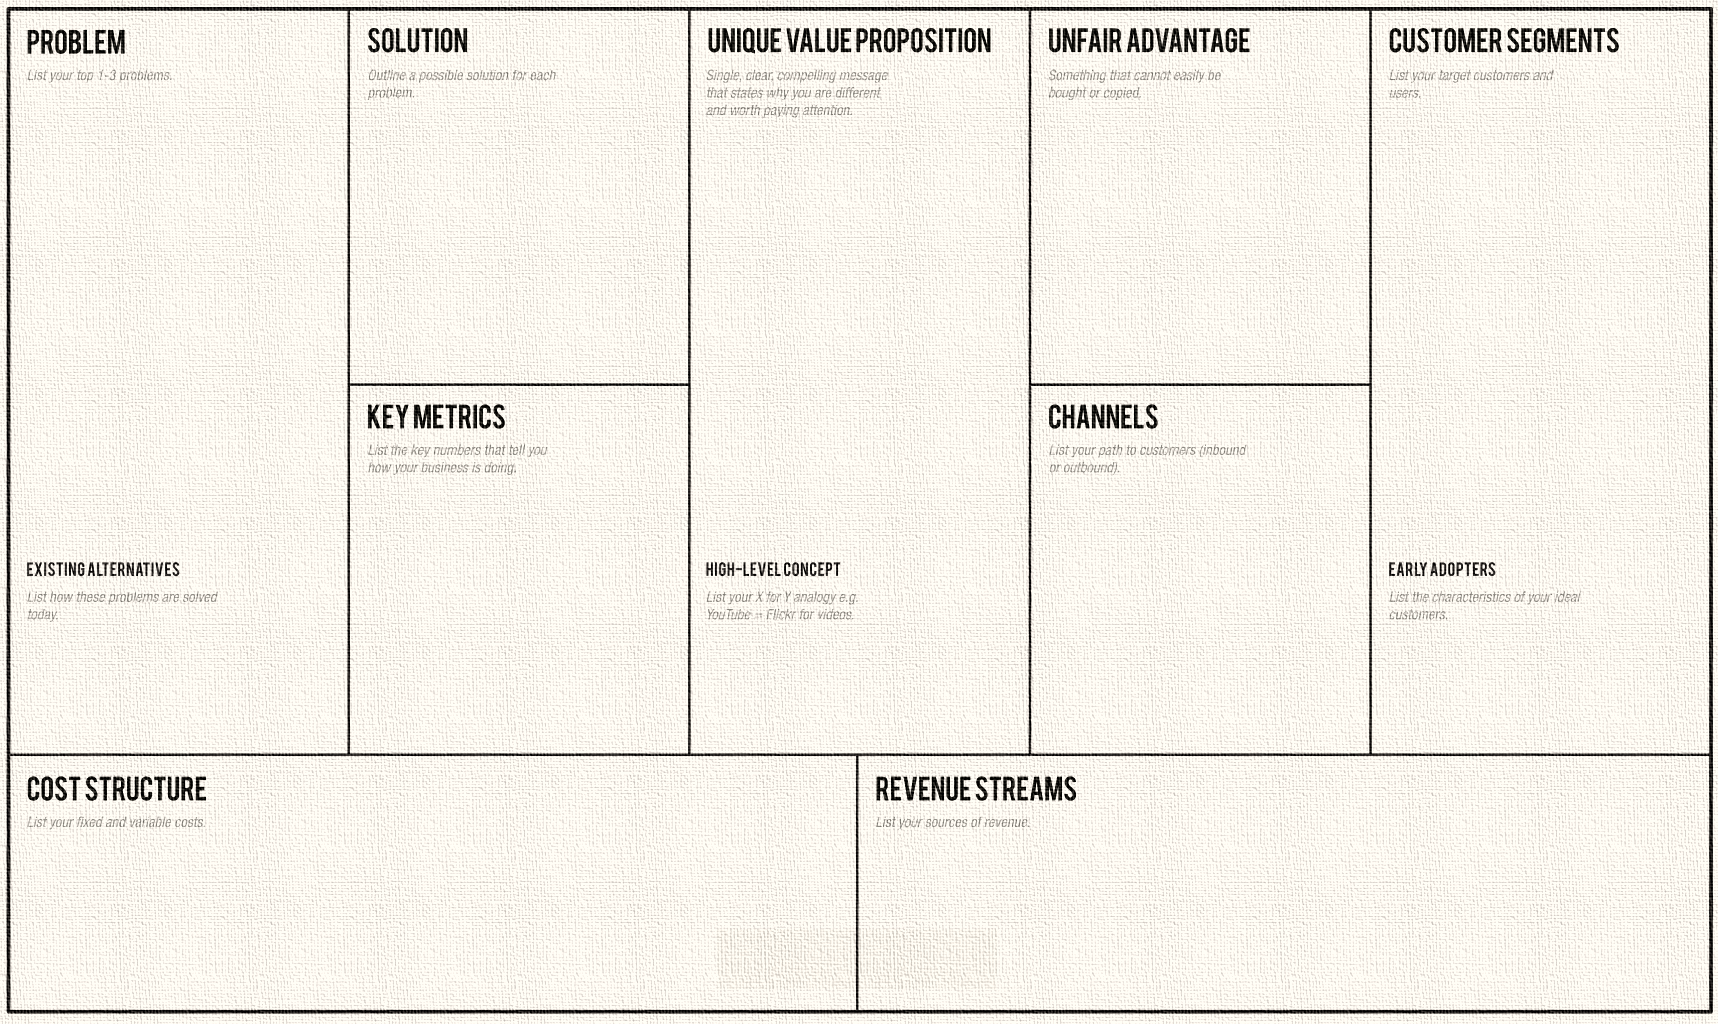 PROBLEM
List your top 1-3 problems.
EXISTING ALTERNATIVES
List how these problems are solved
today.
SOLUTION
Outline a possible solution for each
problem.
KEY METRICS
List the key numbers that tell you
how your business is doing.
UNIQUE VALUE PROPOSITION
Single, clear, compelling message
that states why you are different
and worth paying attention.
HIGH-LEVEL CONCEPT
List your X for Y analogy e.g.
YouTube = Flickr for videos.
UNFAIR ADVANTAGE
Something that cannot easily be
bought or copied.
CHANNELS
List your path to customers (inbound
or outbound).
CUSTOMER SEGMENTS
List your target customers and
users.
EARLY ADOPTERS
List the characteristics of your ideal
customers.
COST STRUCTURE
List your fixed and variable costs.
REVENUE STREAMS
List your sources of revenue.